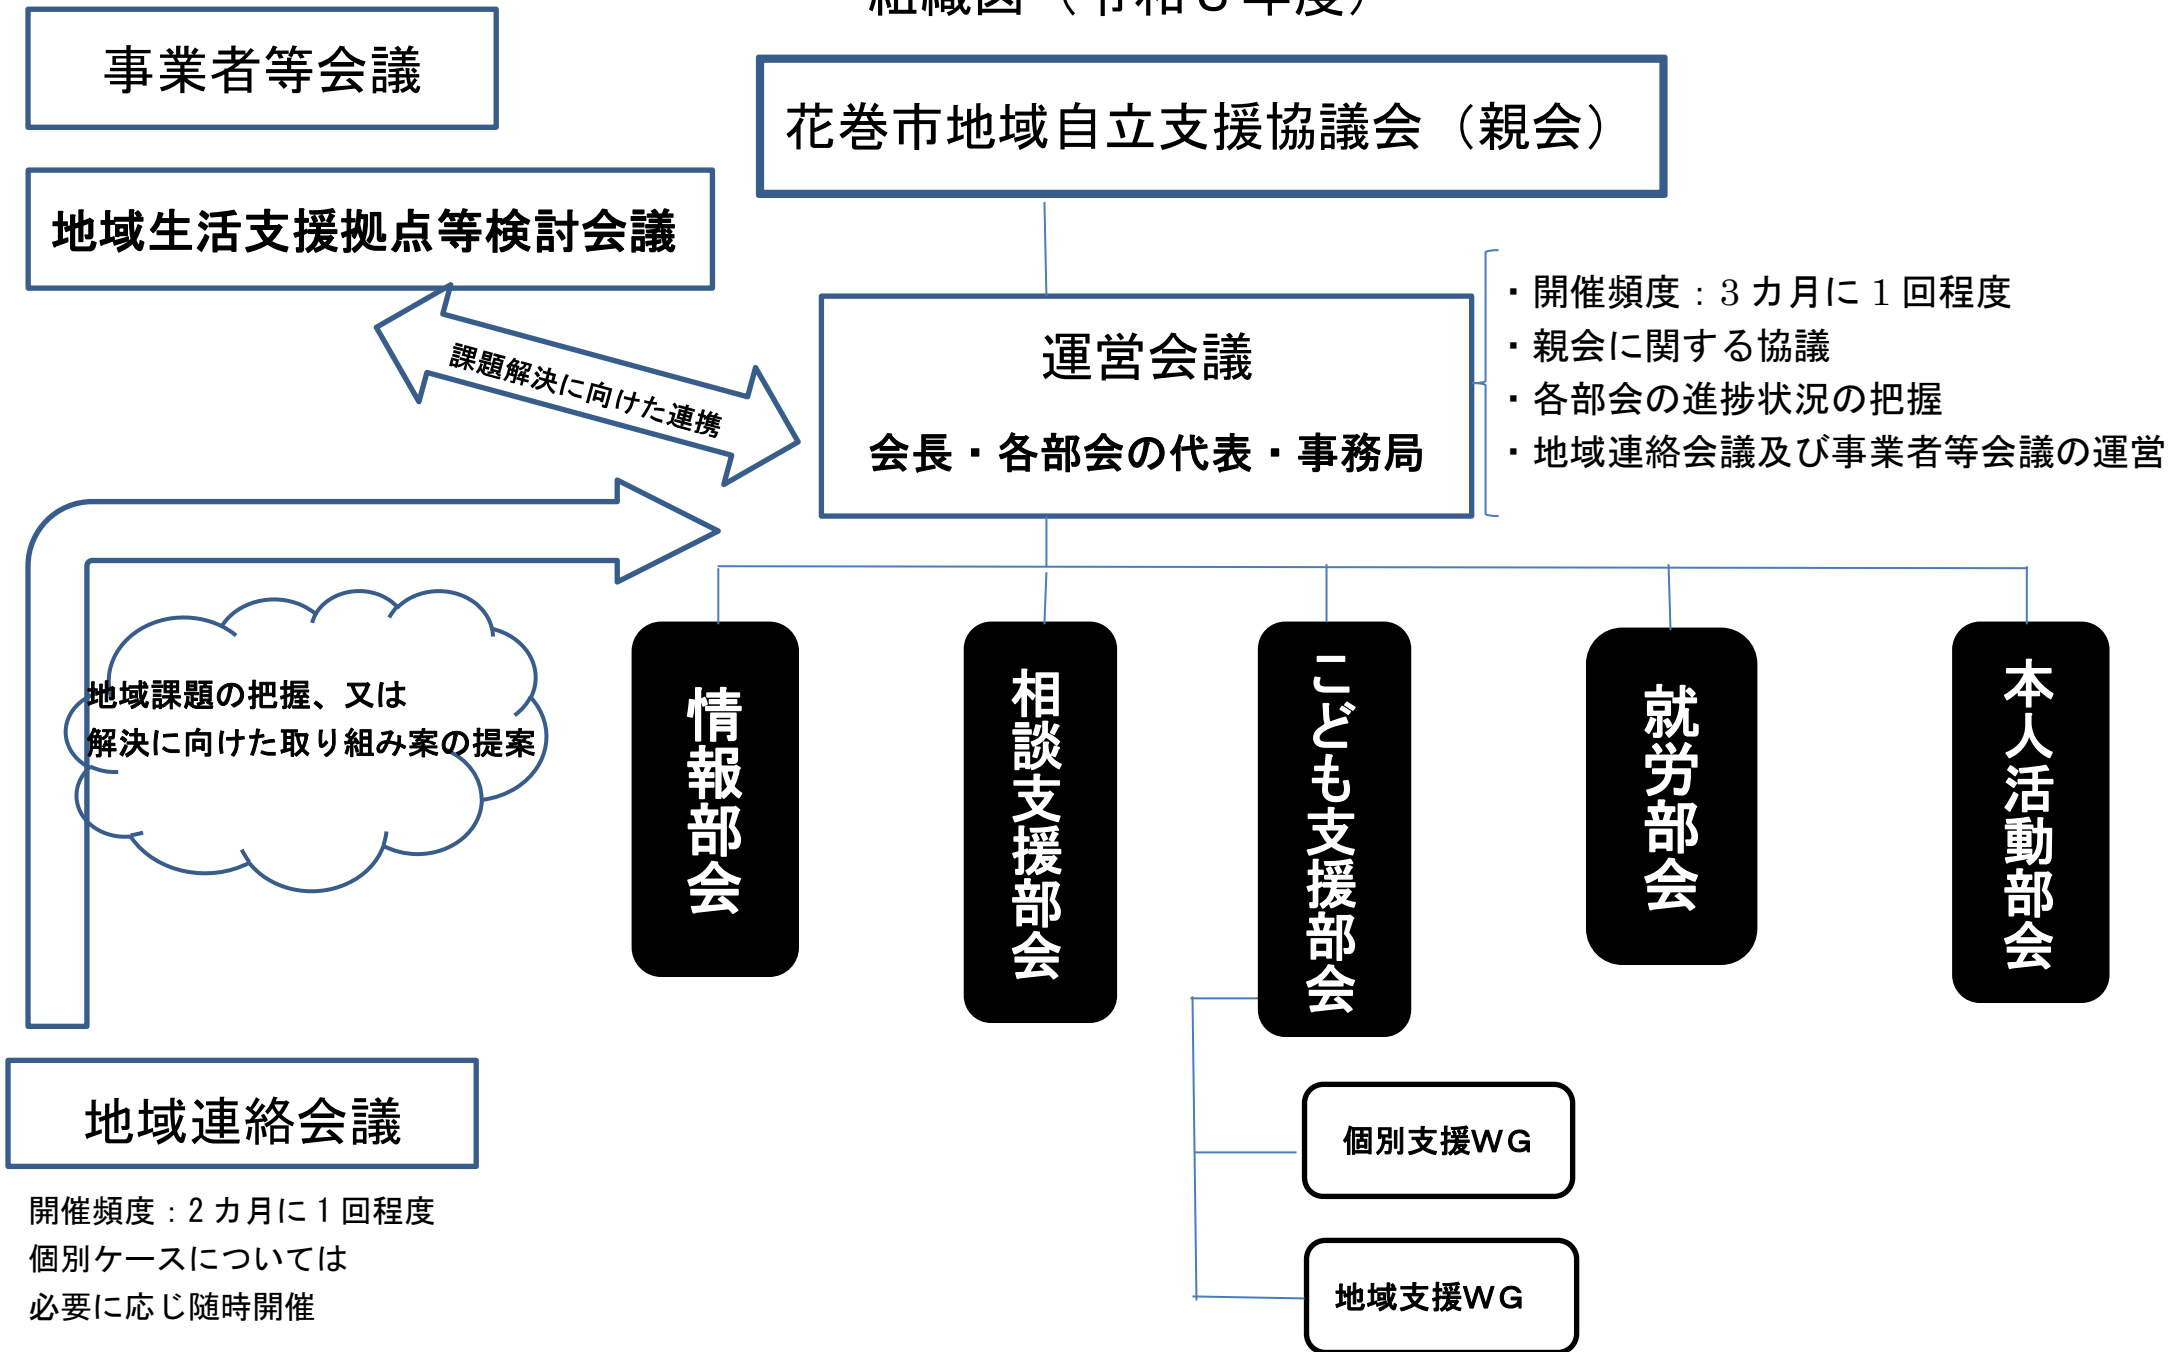 組織図（令和　年度）
事業者等会議
花巻市地域自立支援協議会（親会）
地域生活支援拠点等検討会議
課題解決に向けた連携
運営会議
会長・各部会の代表・事務局
・開催頻度：3カ月に1回程度
・親会に関する協議
・各部会の進捗状況の把握
・地域連絡会議及び事業者等会議の運営
地域課題の把握、又は
解決に向けた取り組み案の提案
情報部会
相談支援部会
こども支援部会
就労部会
本人活動部会
個別支援WG
地域支援WG
地域連絡会議
開催頻度：2カ月に1回程度
個別ケースについては
必要に応じ随時開催